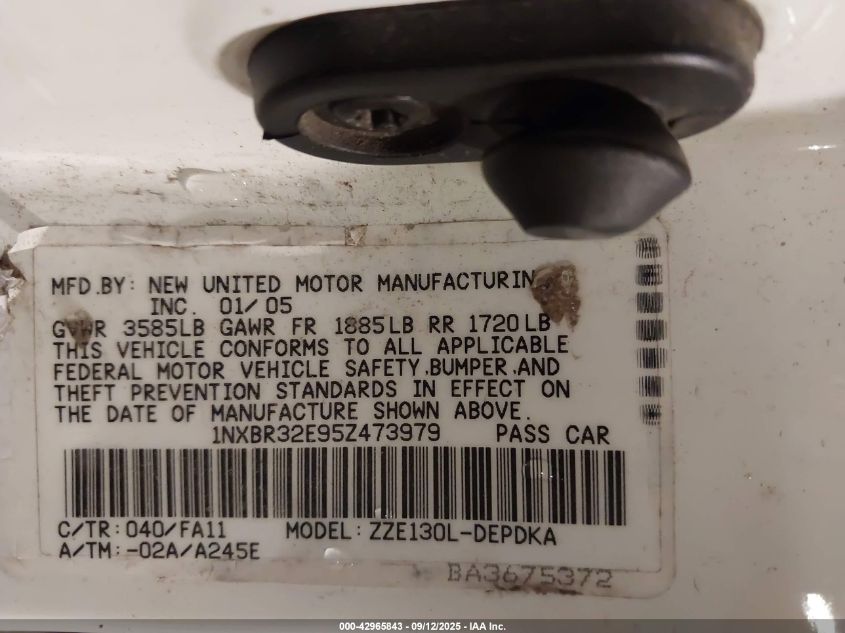 MFD.BY: NEW UNITED MOTOR MANUFACTURIN
INC. 01/05
GVWR 3585LB GAWR FR 1885LB RR 1720LB
THIS VEHICLE CONFORMS TO ALL APPLICABLE
FEDERAL MOTOR VEHICLE SAFETY.BUMPER.AND
THEFT PREVENTION STANDARDS IN EFFECT ON
THE DATE OF MANUFACTURE SHOWN ABOVE.
1NXBR32E95Z473979 PASS CAR
C/TR:040/FA11 MODEL:ZZE130L-DEPDKA
A/TM:-02A/A245E
BA3675372
000-42965843 - 09/12/2025 - IAA Inc.